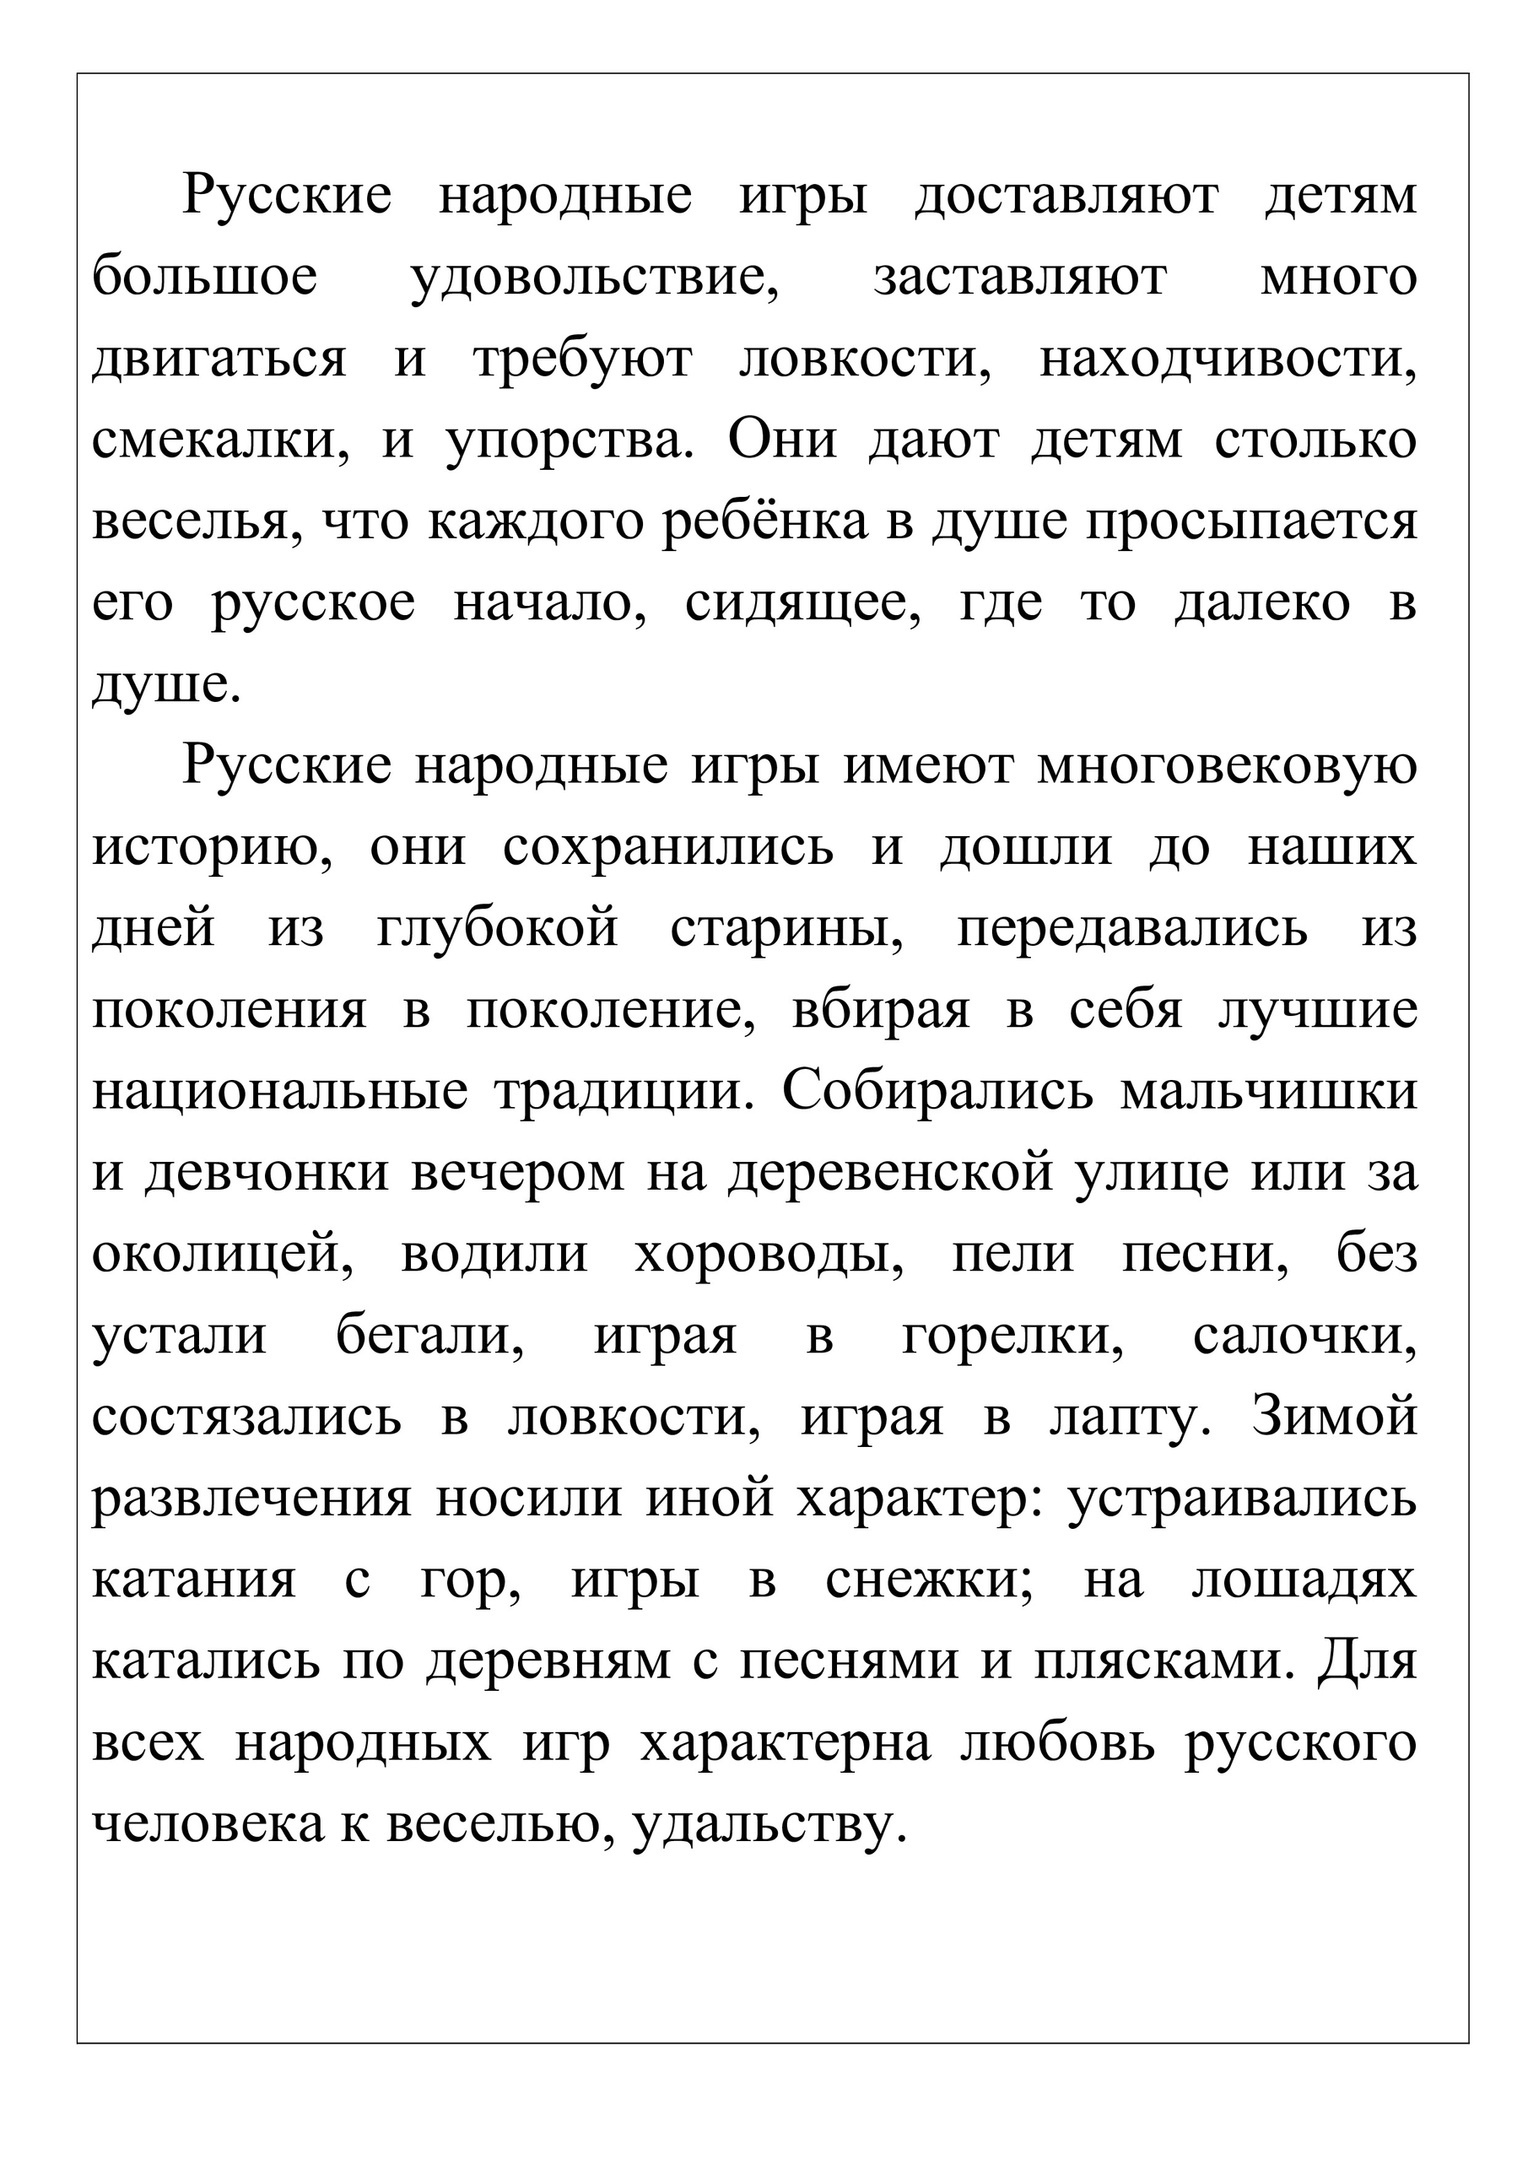 Русские народные игры доставляют детям
большое удовольствие, заставляют много
двигаться и требуют ловкости, находчивости,
смекалки, и упорства. Они дают детям столько
веселья, что каждого ребёнка в душе просыпается
его русское начало, сидящее, где то далеко в
душе.
Русские народные игры имеют многовековую
историю, они сохранились и дошли до наших
дней из глубокой старины, передавались из
поколения в поколение, вбирая в себя лучшие
национальные традиции. Собирались мальчишки
и девчонки вечером на деревенской улице или за
околицей, водили хороводы, пели песни, без
устали бегали, играя в горелки, салочки,
состязались в ловкости, играя в лапту. Зимой
развлечения носили иной характер: устраивались
катания с гор, игры в снежки; на лошадях
катались по деревням с песнями и плясками. Для
всех народных игр характерна любовь русского
человека к веселью, удальству.